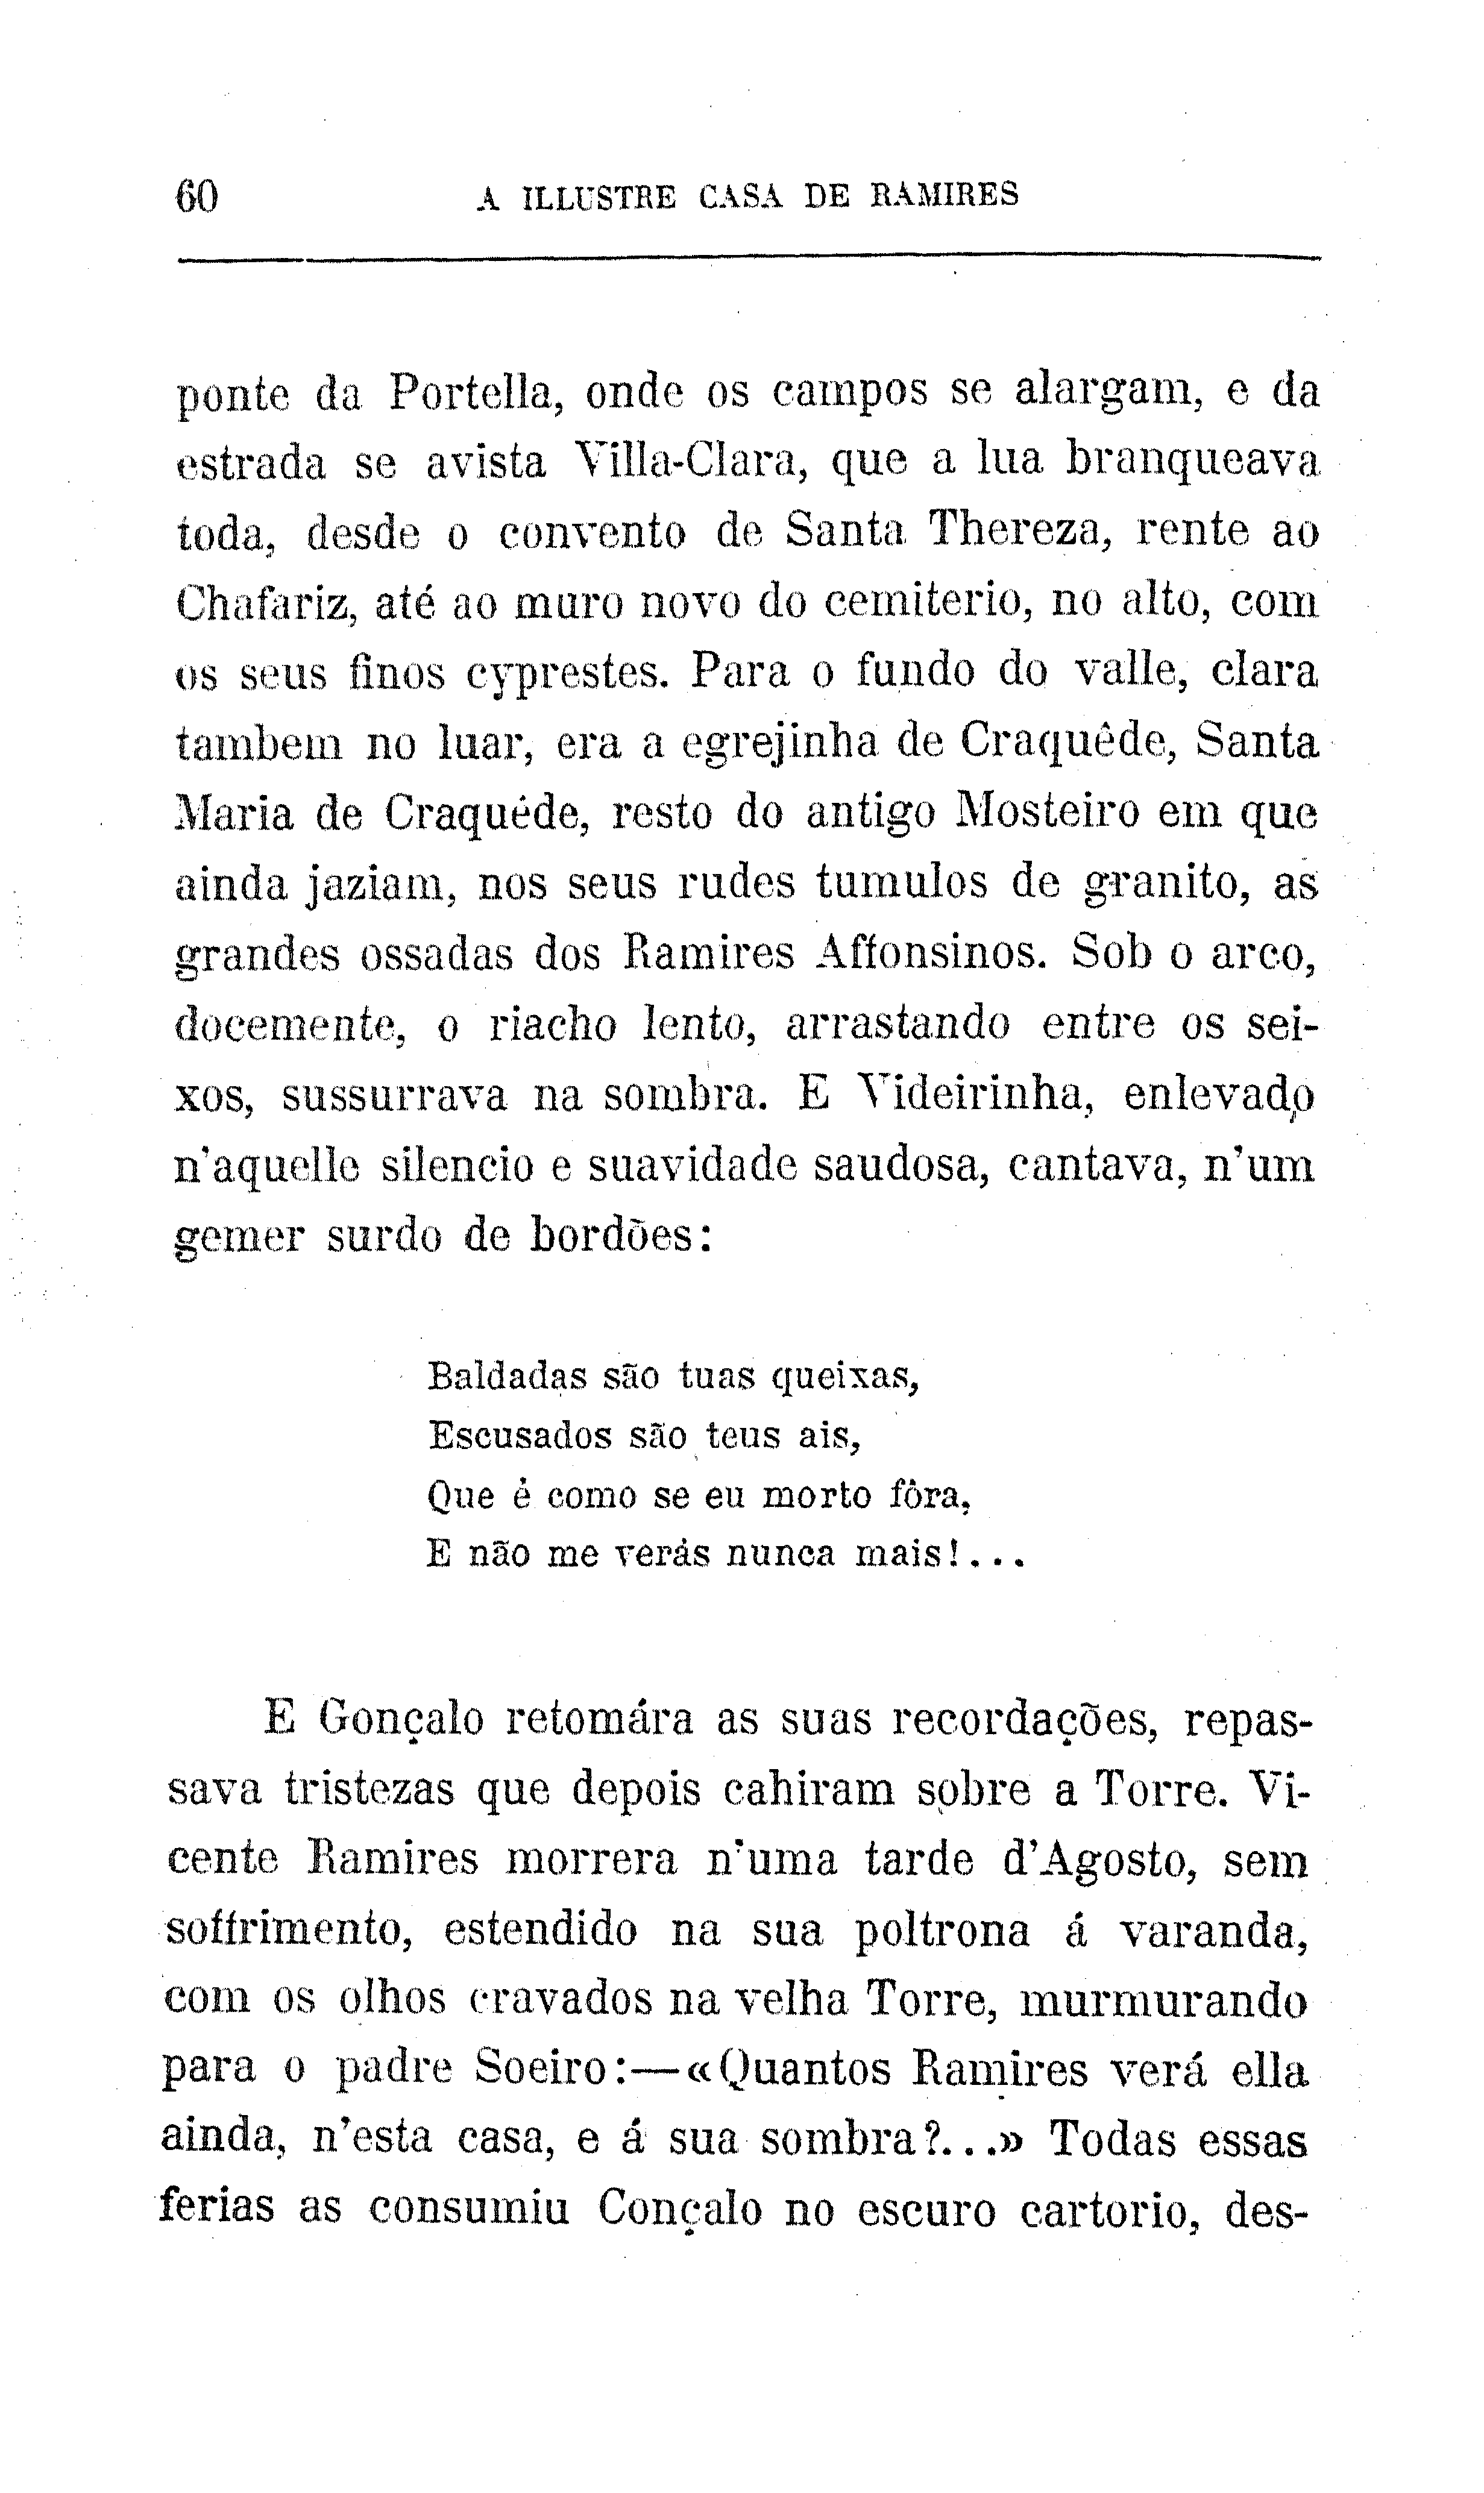 60 A ILLUSTRE CASA DE RAMIRES
ponte da Portella, onde os campos se alargam, e da
estrada se avista Villa-Clara, que a lua branqueava
toda, desde o convento de Santa Thereza, rente ao
Chafariz, até ao muro novo do cemiterio, no alto, com
os seus finos cyprestes. Para o fundo do valle, clara
tambem no luar, era a egrejinha de Craquêde, Santa
Maria de Craquêde, resto do antigo Mosteiro em que
ainda jaziam, nos seus rudes tumulos de granito, as
grandes ossadas dos Ramires Affonsinos. Sob o arco,
docemente, o riacho lento, arrastando entre os sei-
xos, sussurrava na sombra. E Videirinha, enlevado
n'aquelle silencio e suavidade saudosa, cantava, n'um
gemer surdo de bordões:
Baldadas são tuas queixas,
Escusados são teus ais,
Que é como se eu morto fôra,
E não me verás nunca mais!...
E Gonçalo retomára as suas recordações, repas-
sava tristezas que depois cahiram sobre a Torre. Vi-
cente Ramires morrera n'uma tarde d'Agosto, sem
soffrimento, estendido na sua poltrona á varanda,
com os olhos cravados na velha Torre, murmurando
para o padre Soeiro:—«Quantos Ramires verá ella
ainda, n'esta casa, e á sua sombra?...» Todas essas
ferias as consumiu Conçalo no escuro cartorio, des-